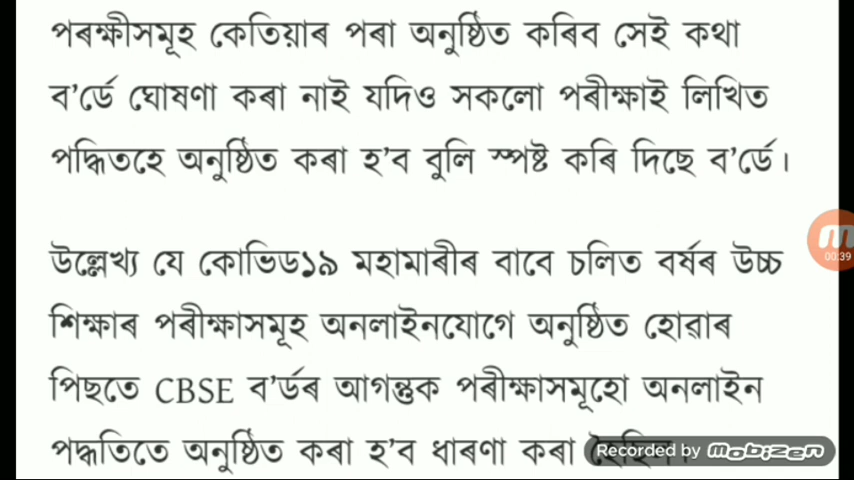 পৰক্ষীসমূহ কেতিয়াৰ পৰা অনুষ্ঠিত কৰিব সেই কথা
ব'ৰ্ডে ঘোষণা কৰা নাই যদিও সকলো পৰীক্ষাই লিখিত
পদ্ধিতহে অনুষ্ঠিত কৰা হ'ব বুলি স্পষ্ট কৰি দিছে ব'ৰ্ডে।
উল্লেখ্য যে কোভিড১৯ মহামাৰীৰ বাবে চলিত বৰ্ষৰ উচ্চ
শিক্ষাৰ পৰীক্ষাসমূহ অনলাইনযোগে অনুষ্ঠিত হোৱাৰ
পিছতে CBSE ব'ৰ্ডৰ আগন্তুক পৰীক্ষাসমূহো অনলাইন
পদ্ধতিতে অনুষ্ঠিত কৰা হ'ব ধাৰণা কৰা হৈছিল।
Recorded by mobizen
00:39